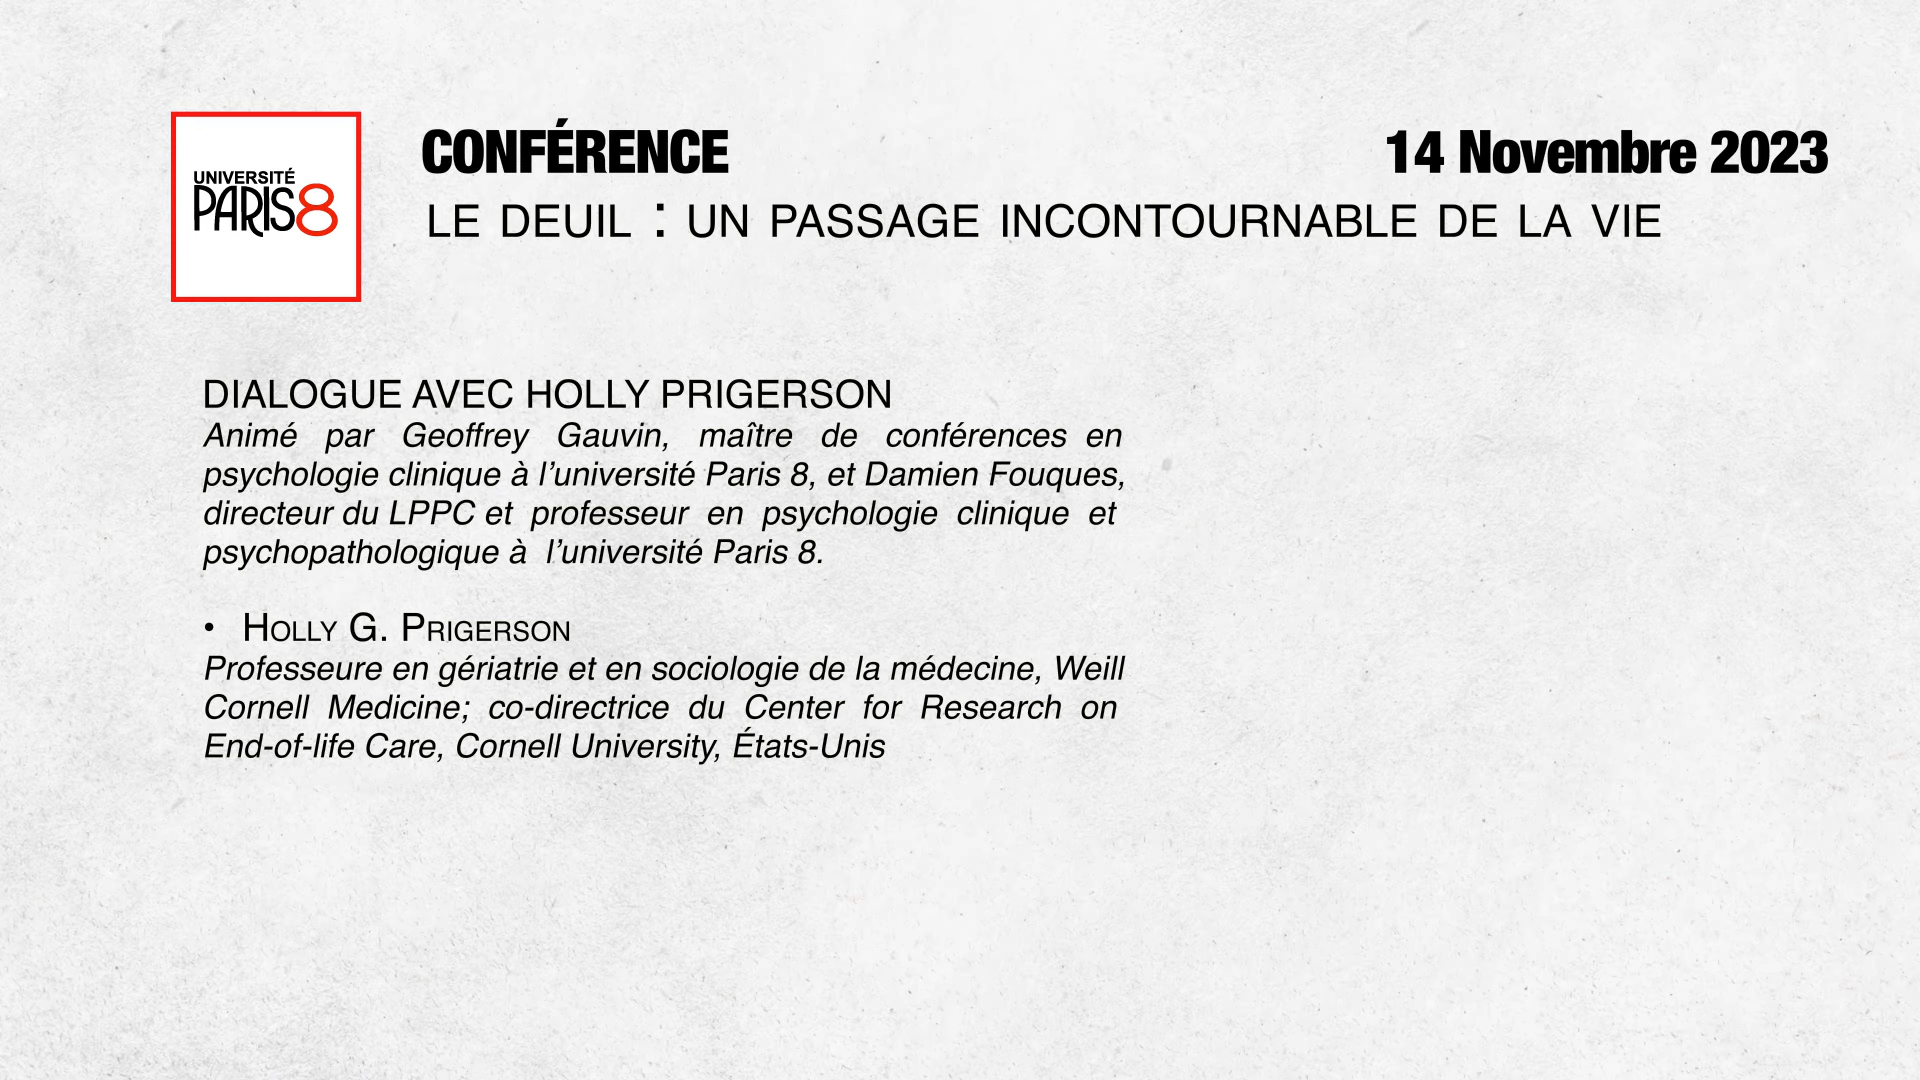 UNIVERSITÉ
PARIS8
CONFÉRENCE
14 Novembre 2023
LE DEUIL : UN PASSAGE INCONTOURNABLE DE LA VIE
DIALOGUE AVEC HOLLY PRIGERSON
Animé par Geoffrey Gauvin, maître de conférences en
psychologie clinique à l’université Paris 8, et Damien Fouques,
directeur du LPPC et professeur en psychologie clinique et
psychopathologique à l’université Paris 8.
• Holly G. Prigerson
Professeure en gériatrie et en sociologie de la médecine, Weill
Cornell Medicine; co-directrice du Center for Research on
End-of-life Care, Cornell University, États-Unis